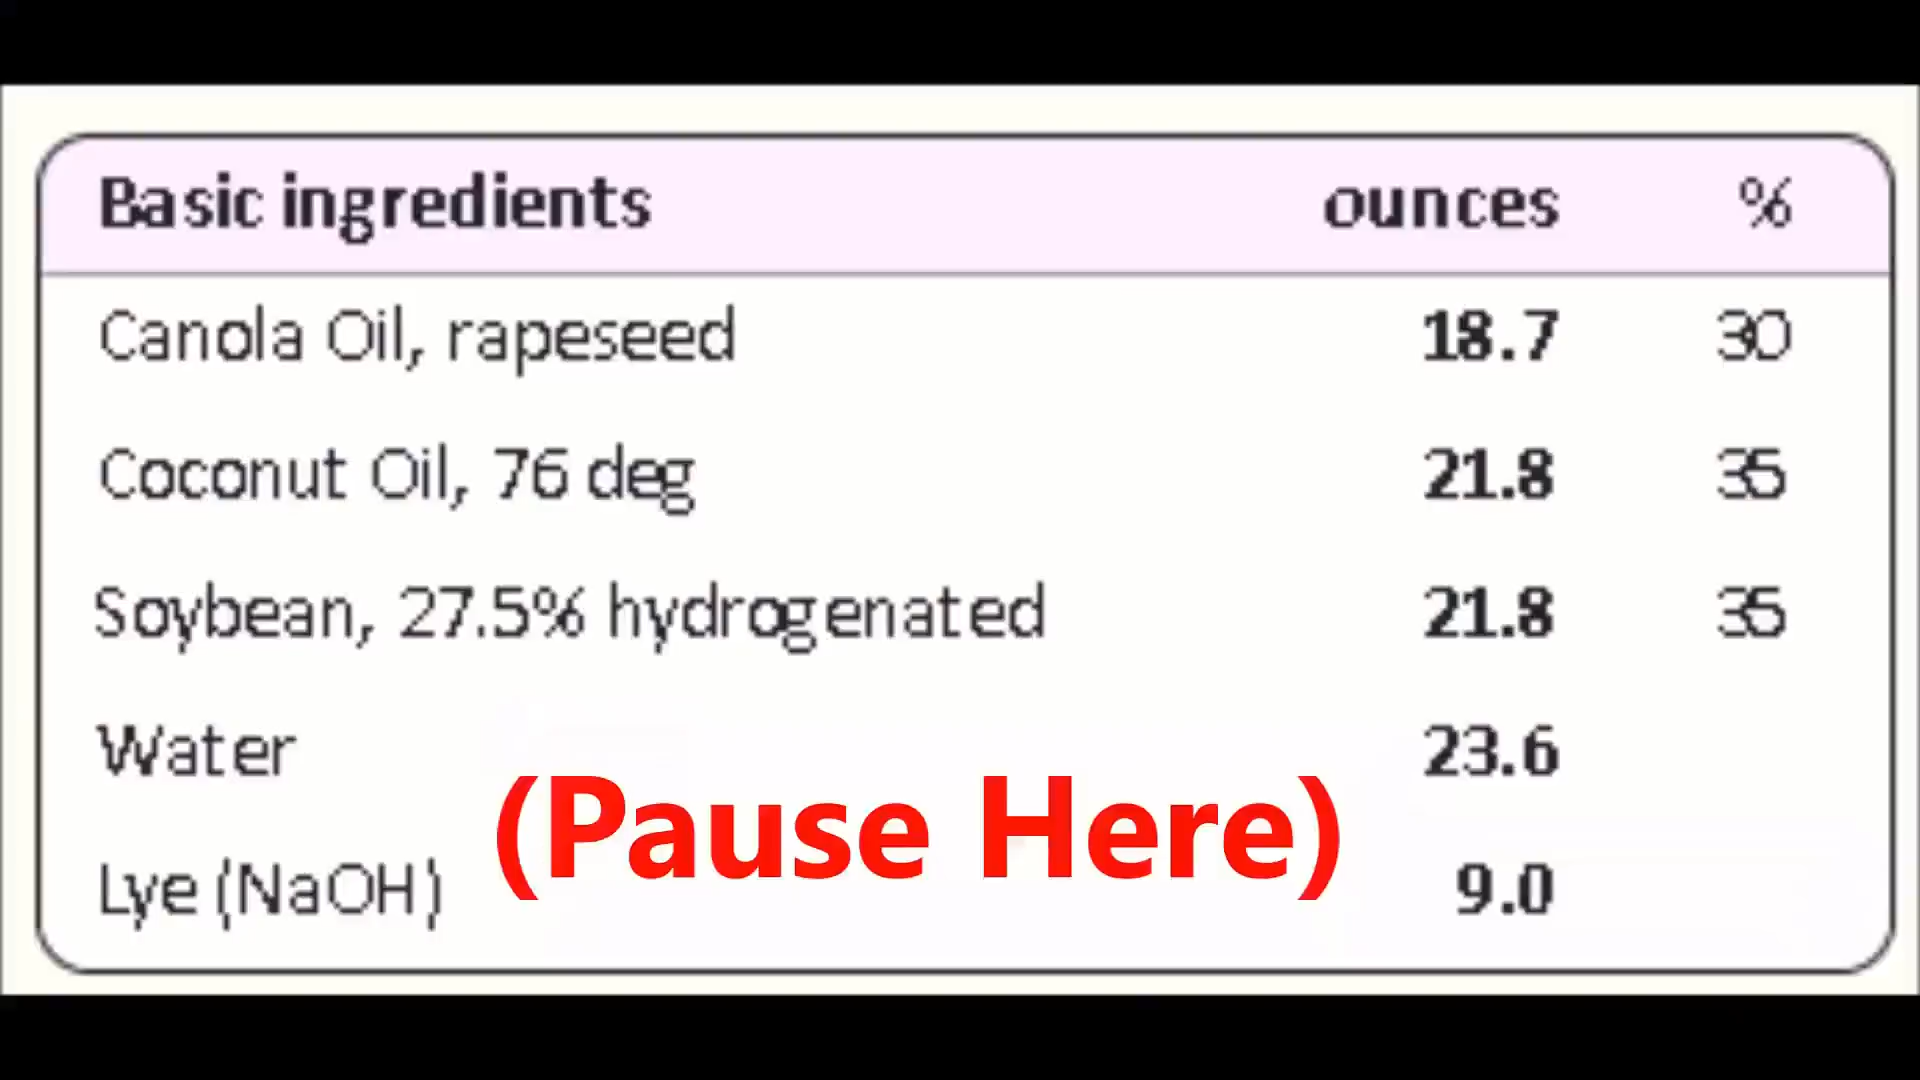 Basic ingredients ounces %
Canola Oil, rapeseed 18.7 30
Coconut Oil, 76 deg 21.8 35
Soybean, 27.5% hydrogenated 21.8 35
Water 23.6
(Pause Here)
Lye (NaOH) 9.0